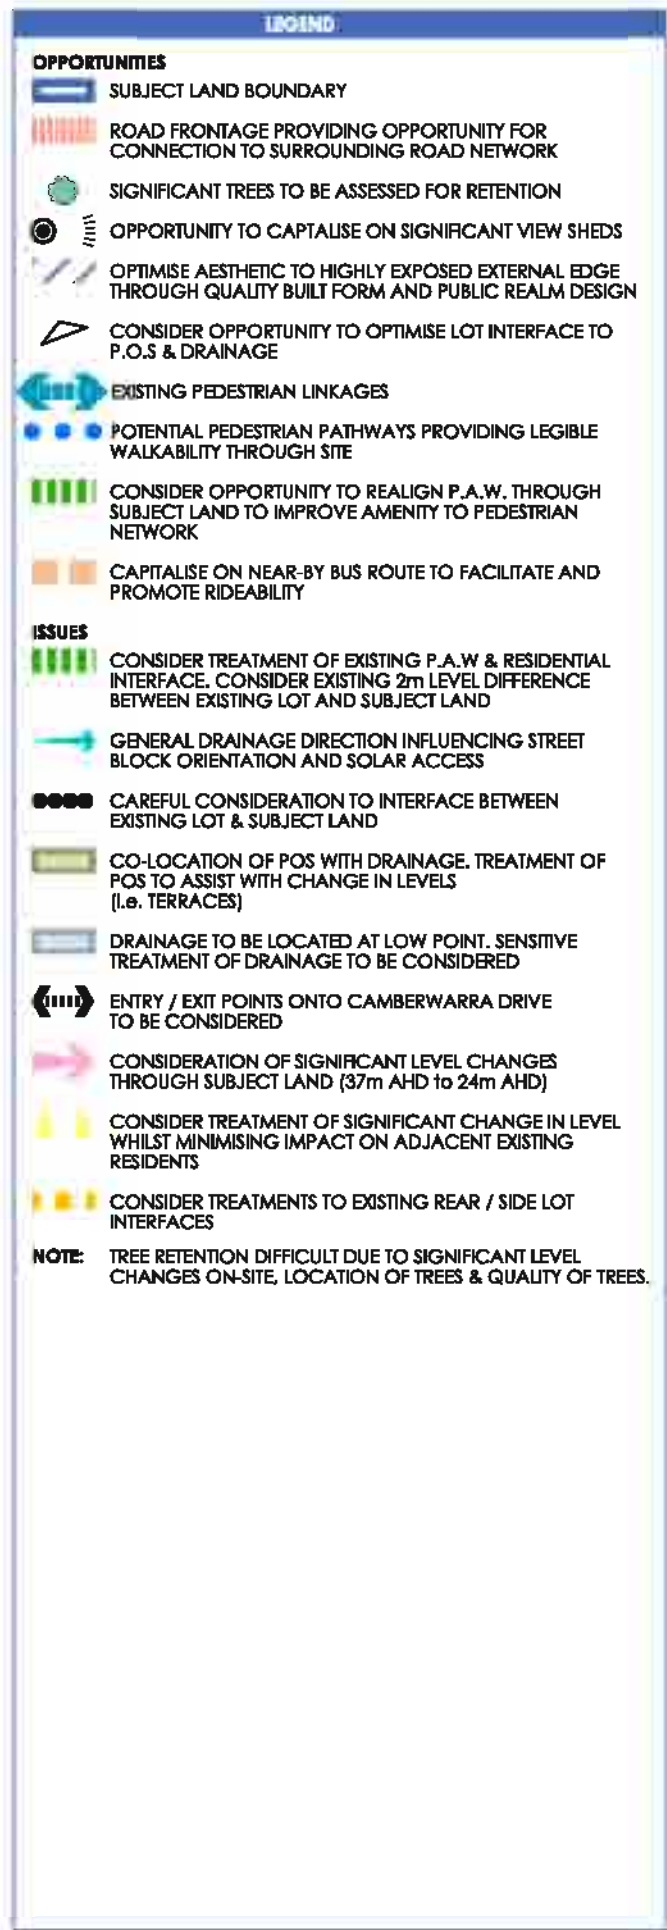 LEGEND
OPPORTUNITIES
SUBJECT LAND BOUNDARY
ROAD FRONTAGE PROVIDING OPPORTUNITY FOR
CONNECTION TO SURROUNDING ROAD NETWORK
SIGNIFICANT TREES TO BE ASSESSED FOR RETENTION
OPPORTUNITY TO CAPTALISE ON SIGNIFICANT VIEW SHEDS
OPTIMISE AESTHETIC TO HIGHLY EXPOSED EXTERNAL EDGE
THROUGH QUALITY BUILT FORM AND PUBLIC REALM DESIGN
CONSIDER OPPORTUNITY TO OPTIMISE LOT INTERFACE TO
P.O.S & DRAINAGE
EXISTING PEDESTRIAN LINKAGES
POTENTIAL PEDESTRIAN PATHWAYS PROVIDING LEGIBLE
WALKABILITY THROUGH SITE
CONSIDER OPPORTUNITY TO REALIGN P.A.W. THROUGH
SUBJECT LAND TO IMPROVE AMENITY TO PEDESTRIAN
NETWORK
CAPITALISE ON NEAR-BY BUS ROUTE TO FACILITATE AND
PROMOTE RIDEABILITY
ISSUES
CONSIDER TREATMENT OF EXISTING P.A.W & RESIDENTIAL
INTERFACE. CONSIDER EXISTING 2m LEVEL DIFFERENCE
BETWEEN EXISTING LOT AND SUBJECT LAND
GENERAL DRAINAGE DIRECTION INFLUENCING STREET
BLOCK ORIENTATION AND SOLAR ACCESS
CAREFUL CONSIDERATION TO INTERFACE BETWEEN
EXISTING LOT & SUBJECT LAND
CO-LOCATION OF POS WITH DRAINAGE. TREATMENT OF
POS TO ASSIST WITH CHANGE IN LEVELS
(i.e. TERRACES)
DRAINAGE TO BE LOCATED AT LOW POINT. SENSITIVE
TREATMENT OF DRAINAGE TO BE CONSIDERED
ENTRY / EXIT POINTS ONTO CAMBERWARRA DRIVE
TO BE CONSIDERED
CONSIDERATION OF SIGNIFICANT LEVEL CHANGES
THROUGH SUBJECT LAND (37m AHD to 24m AHD)
CONSIDER TREATMENT OF SIGNIFICANT CHANGE IN LEVEL
WHILST MINIMISING IMPACT ON ADJACENT EXISTING
RESIDENTS
CONSIDER TREATMENTS TO EXISTING REAR / SIDE LOT
INTERFACES
NOTE: TREE RETENTION DIFFICULT DUE TO SIGNIFICANT LEVEL
CHANGES ON-SITE, LOCATION OF TREES & QUALITY OF TREES.